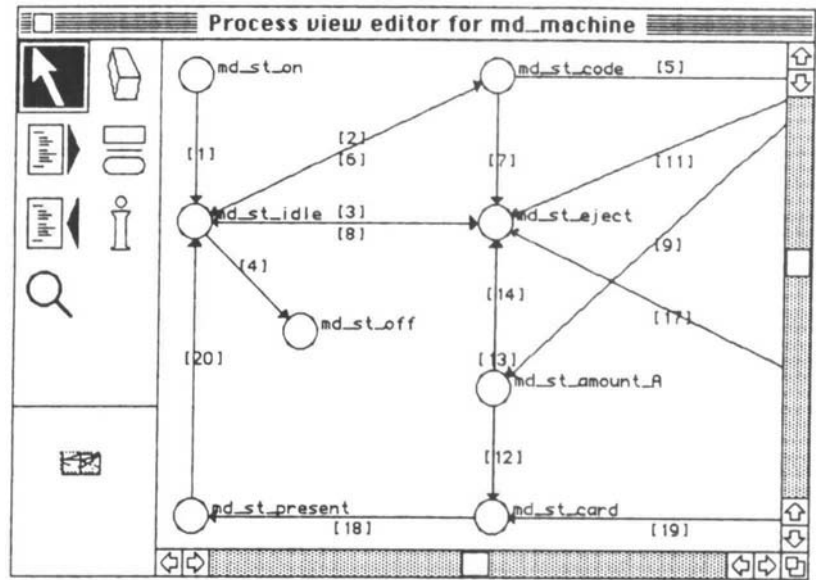 Process view editor for md_machine
md_st_on
md_st_code
[5]
[2]
[1]
[6]
[7]
[11]
md_st_idle
[3]
md_st_eject
[8]
[9]
[4]
[14]
md_st_off
[17]
[20]
[13]
md_st_amount_A
[12]
md_st_present
md_st_card
[18]
[19]